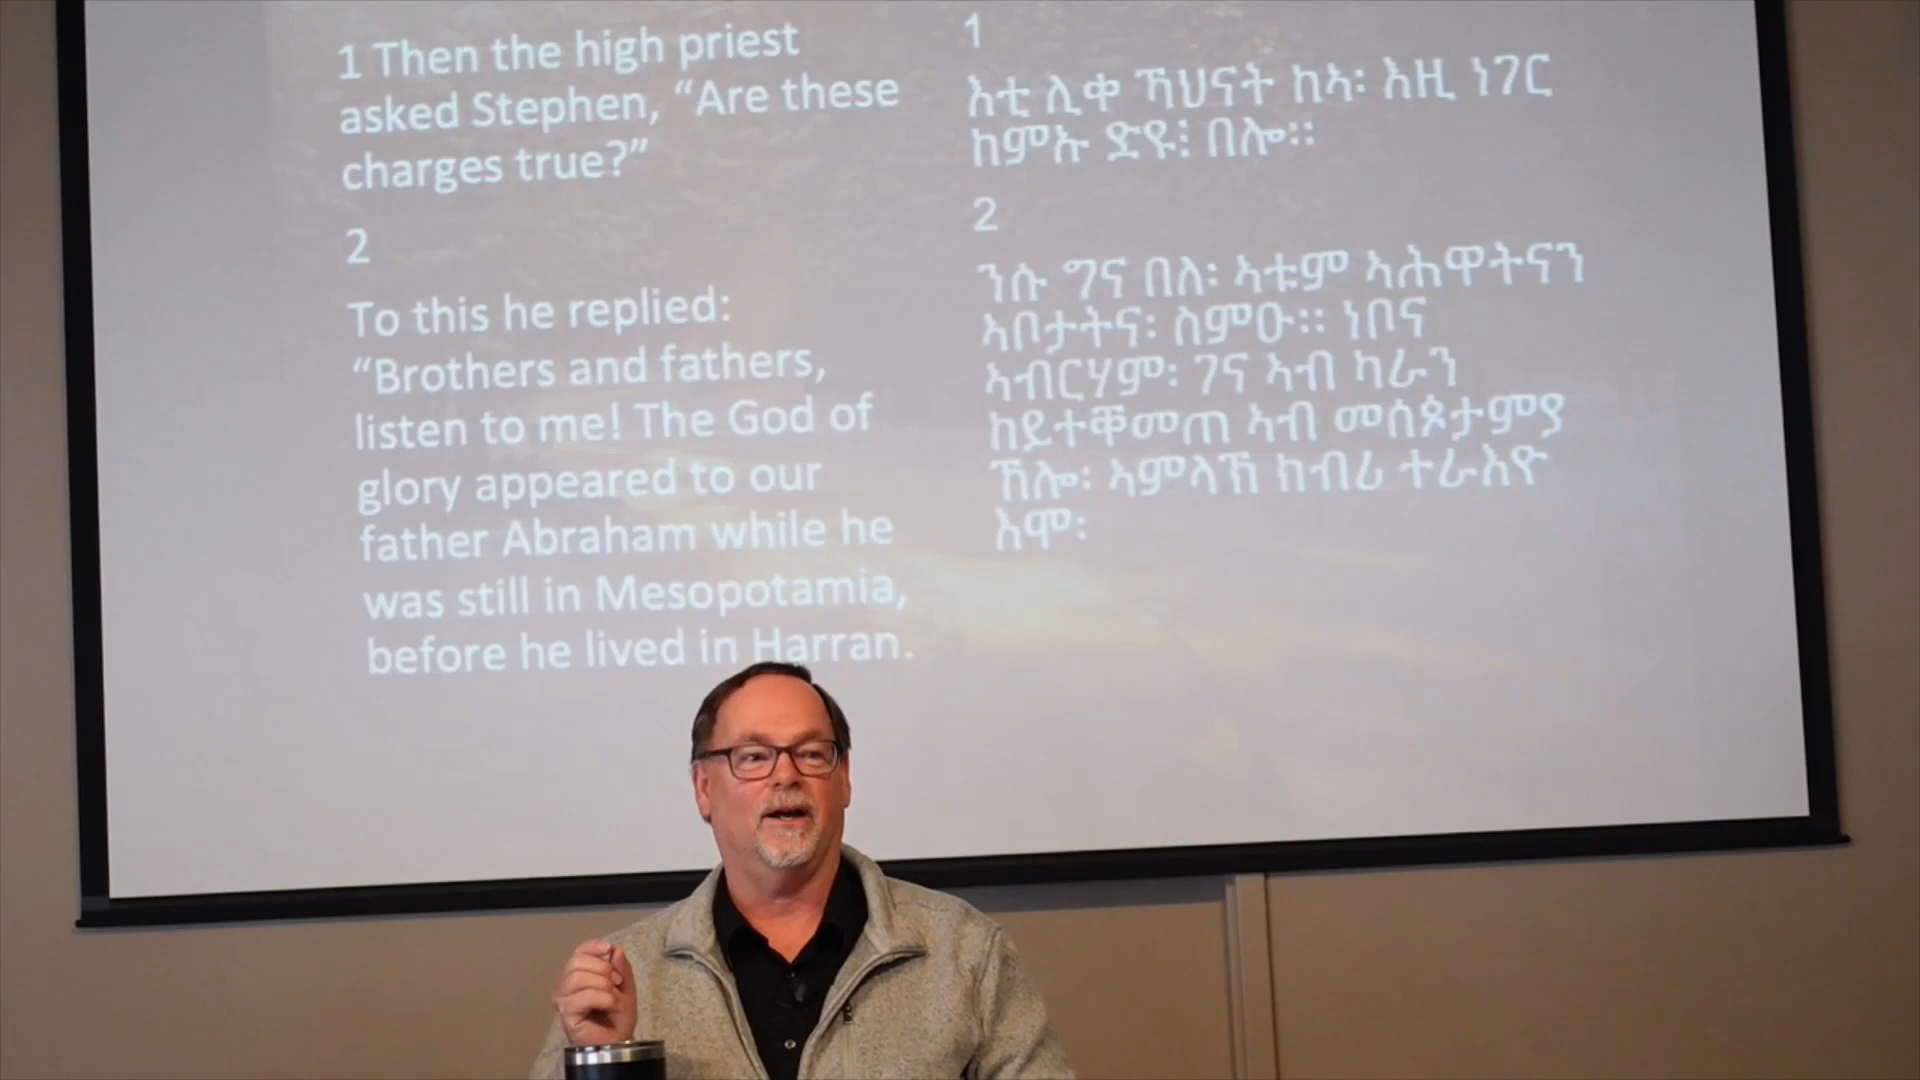 1 Then the high priest
asked Stephen, “Are these
charges true?”
2
To this he replied:
“Brothers and fathers,
listen to me! The God of
glory appeared to our
father Abraham while he
was still in Mesopotamia,
before he lived in Harran.
1
እቲ ሊቀ ኻህናት ከኣ፡ እዚ ነገር
ከምኡ ድዩ፧ በሎ።
2
ንሱ ግና በለ፡ ኣቱም ኣሕዋትናን
ኣቦታትና፡ ስምዑ። ነቦና
ኣብርሃም፡ ገና ኣብ ካራን
ከይተቐመጠ ኣብ መሰጶታምያ
ኸሎ፡ ኣምላኽ ክብሪ ተራእዮ
እሞ፡